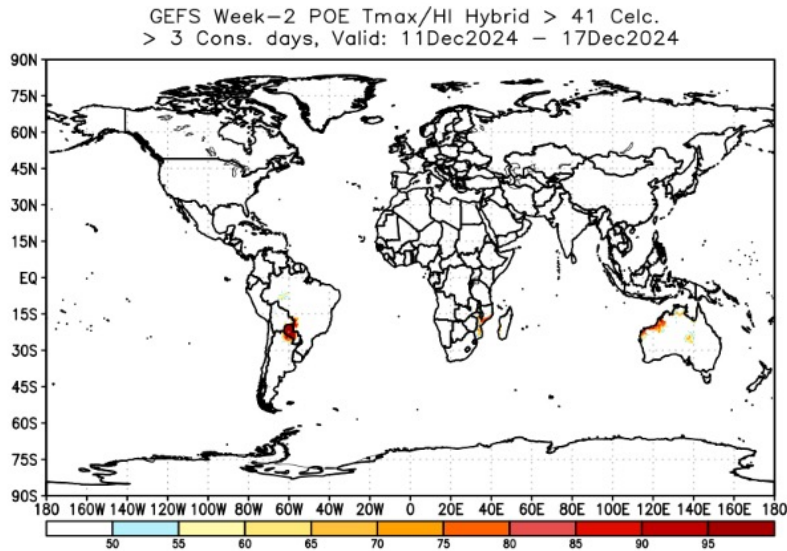 GEFS Week-2 POE Tmax/HI Hybrid > 41 Celc.
> 3 Cons. days, Valid: 11Dec2024 - 17Dec2024
90N
75N
60N
45N
30N
15N
EQ
15S
30S
45S
60S
75S
90S
180 160W 140W 120W 100W 80W 60W 40W 20W 0 20E 40E 60E 80E 100E 120E 140E 160E 180
50 55 60 65 70 75 80 85 90 95